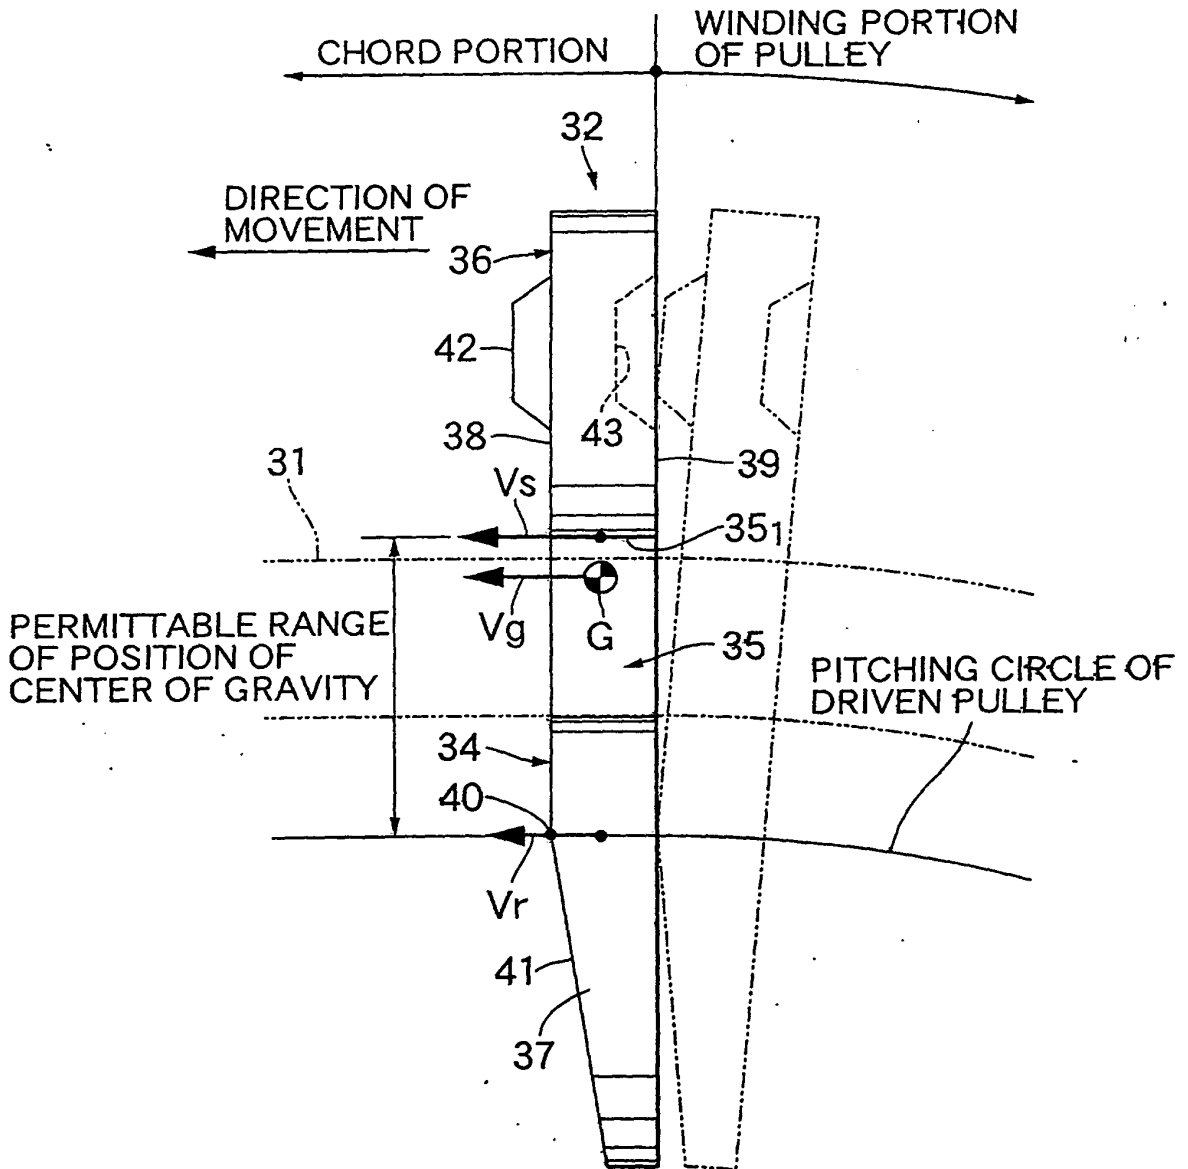 WINDING PORTION
OF PULLEY
CHORD PORTION
32
DIRECTION OF
MOVEMENT
36
42
43
38
39
31
Vs
35₁
Vg
G
35
PERMITTABLE RANGE
OF POSITION OF
CENTER OF GRAVITY
PITCHING CIRCLE OF
DRIVEN PULLEY
34
40
Vr
41
37